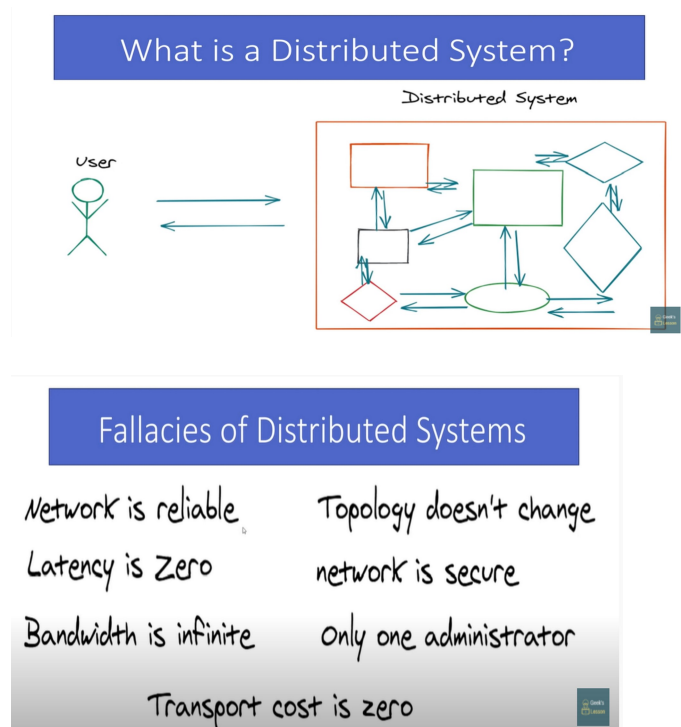 What is a Distributed System?
Distributed System
User
Fallacies of Distributed Systems
Network is reliable
Topology doesn't change
Latency is zero
network is secure
Bandwidth is infinite
Only one administrator
Transport cost is zero